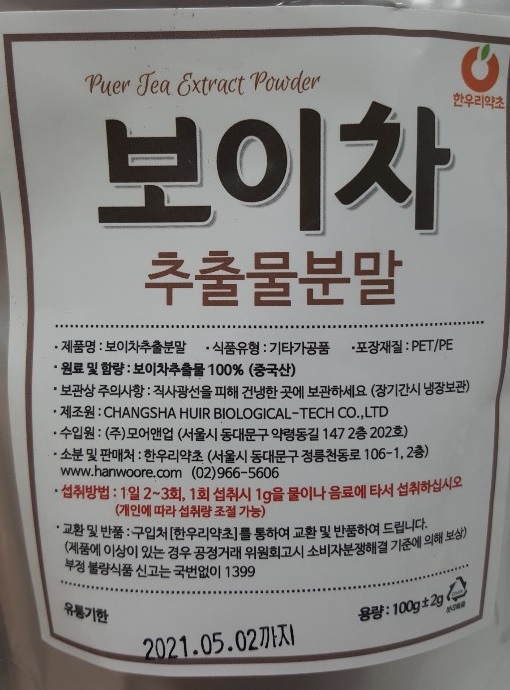 Puer Tea Extract Powder
한우리약초
보이차
추출물분말
· 제품명 : 보이차추출분말 · 식품유형 : 기타가공품 · 포장재질 : PET/PE
· 원료 및 함량 : 보이차추출물 100% (중국산)
· 보관상 주의사항 : 직사광선을 피해 건냉한 곳에 보관하세요 (장기간시 냉장보관)
· 제조원 : CHANGSHA HUIR BIOLOGICAL-TECH CO.,LTD
· 수입원 : (주)모어앤업 (서울시 동대문구 약령동길 147 2층 202호)
· 소분 및 판매처 : 한우리약초 (서울시 동대문구 정릉천동로 106-1, 2층)
www.hanwoore.com (02)966-5606
· 섭취방법 : 1일 2~3회, 1회 섭취시 1g을 물이나 음료에 타서 섭취하십시오
(개인에 따라 섭취량 조절 가능)
· 교환 및 반품 : 구입처 [한우리약초]를 통하여 교환 및 반품하여 드립니다.
(제품에 이상이 있는 경우 공정거래 위원회고시 소비자분쟁해결 기준에 의해 보상)
부정 불량식품 신고는 국번없이 1399
유통기한
2021.05.02까지
용량 : 100g±2g